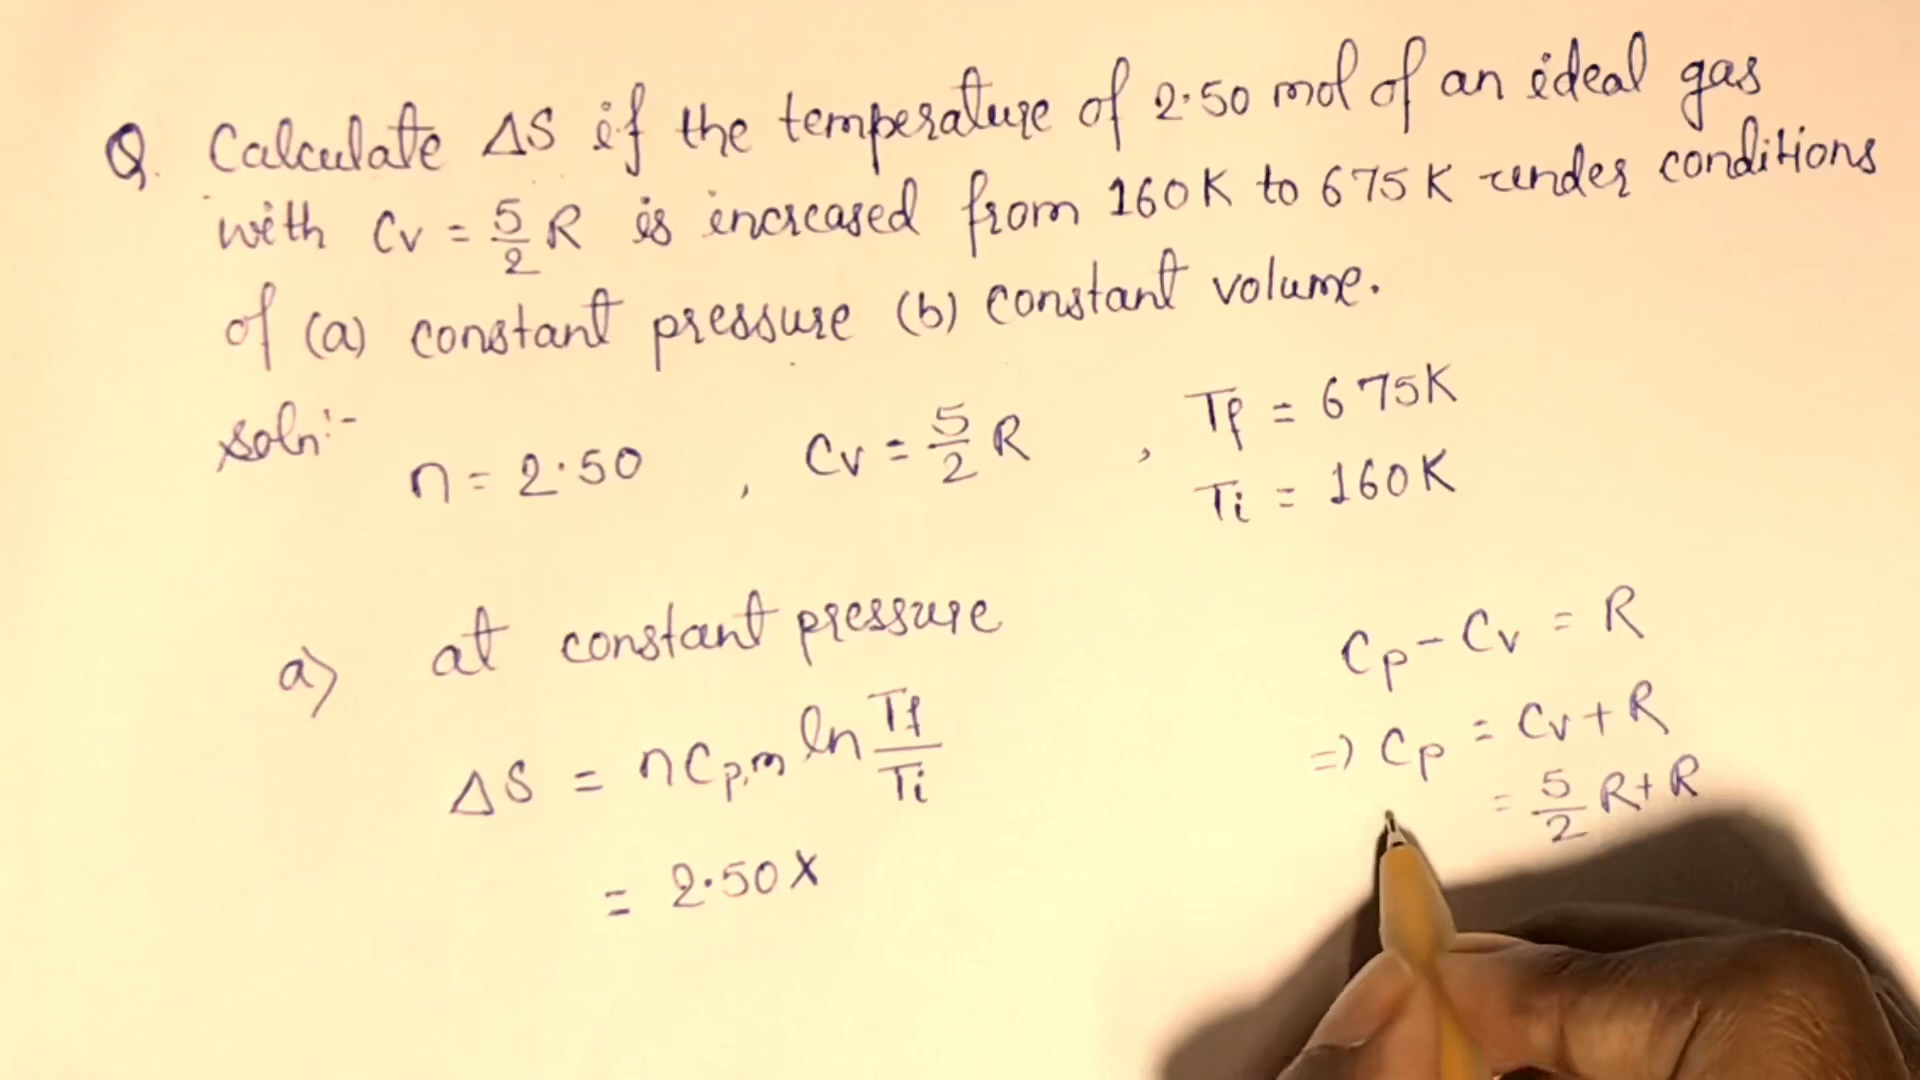 Q. Calculate ΔS if the temperature of 2.50 mol of an ideal gas
with Cv = 5/2 R is increased from 160K to 675K under conditions
of (a) constant pressure (b) constant volume.
soln:-
n = 2.50 , Cv = 5/2 R , Tf = 675K
Ti = 160K
a) at constant pressure
ΔS = nCp,m ln Tf/Ti
= 2.50 X
Cp - Cv = R
=) Cp = Cv + R
= 5/2 R + R